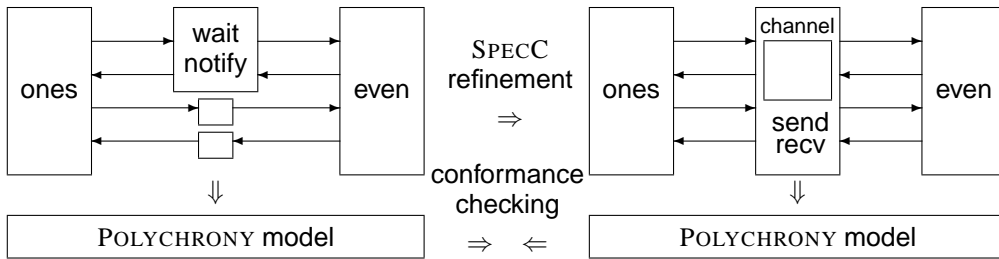 ones
wait
notify
even
SPECC
refinement
⇒
ones
channel
send
recv
even
⇓
conformance
checking
⇓
POLYCHRONY model
⇒ ⇐
POLYCHRONY model